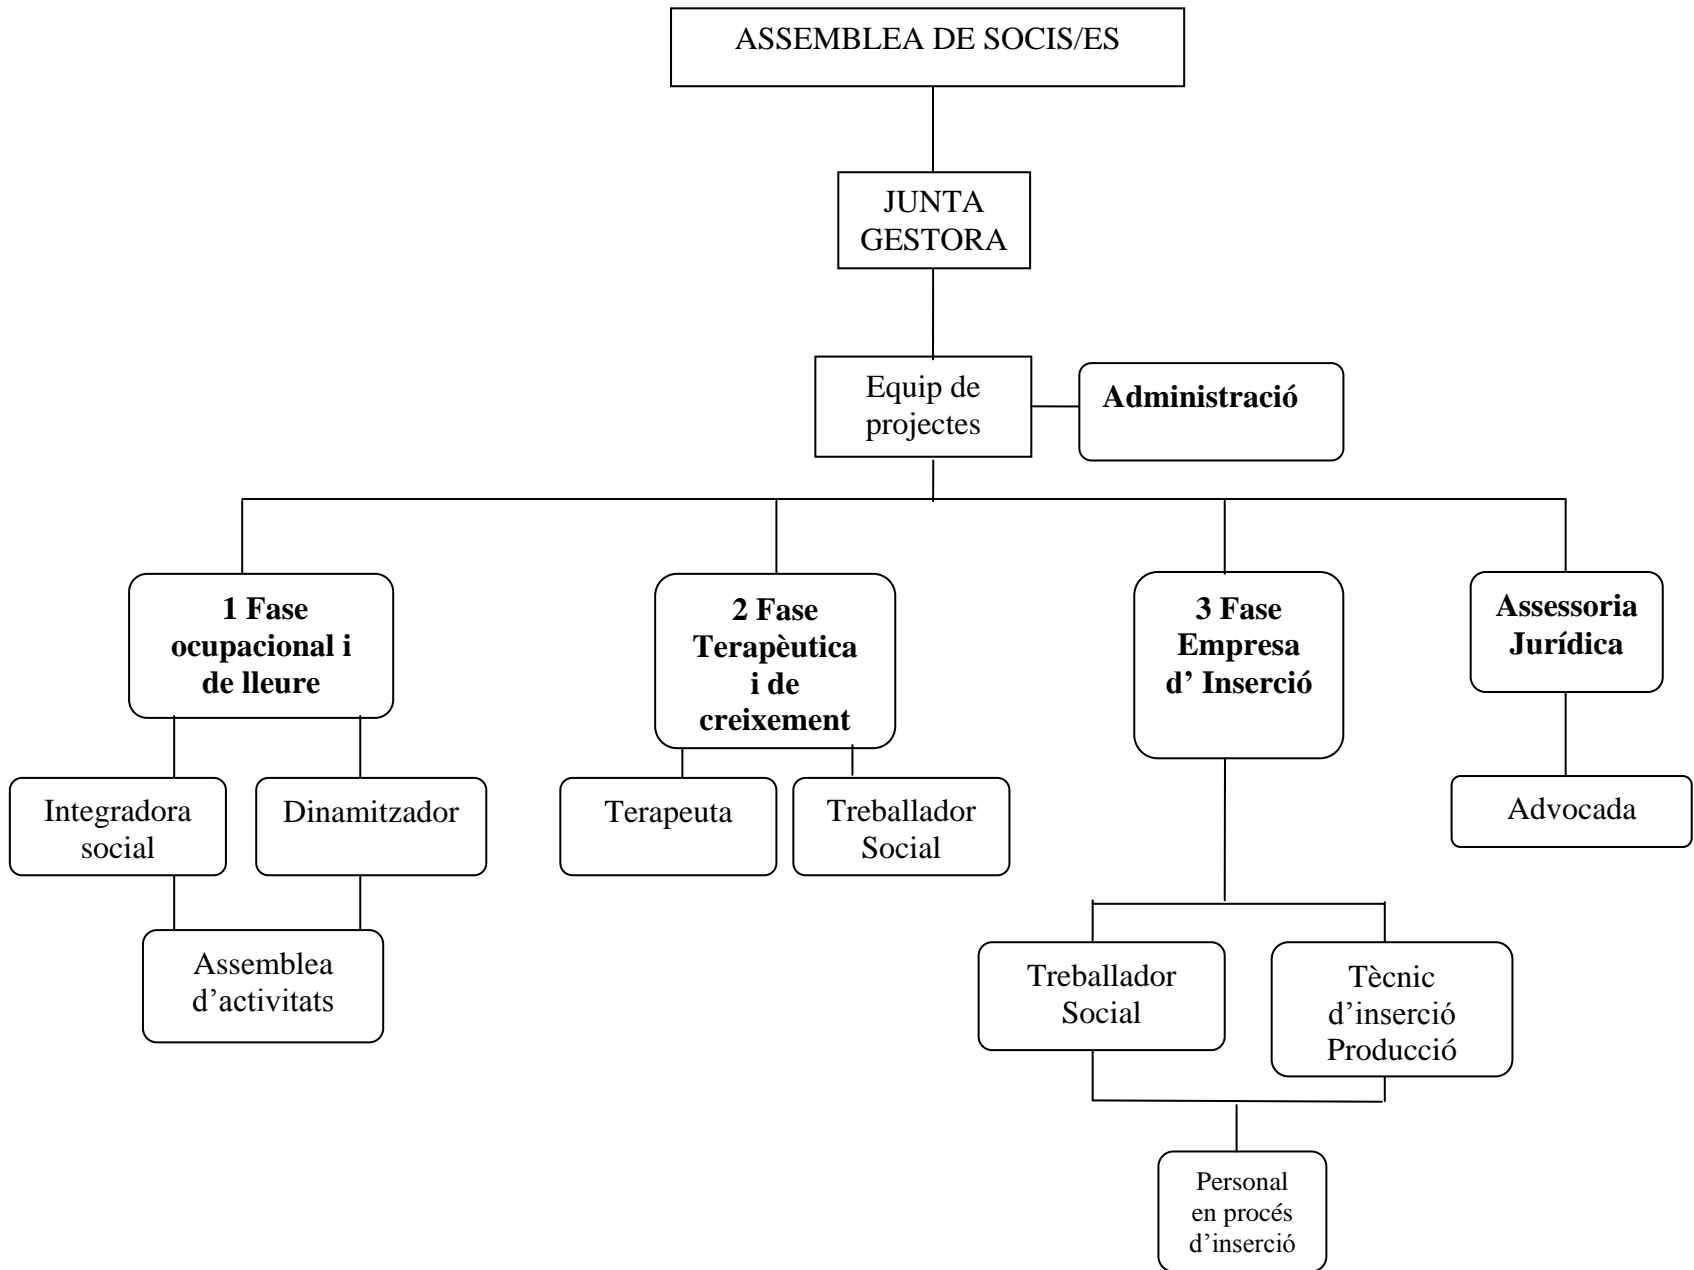 ASSEMBLEA DE SOCIS/ES
JUNTA
GESTORA
Equip de
projectes
Administració
1 Fase
ocupacional i
de lleure
2 Fase
Terapèutica
i de
creixement
3 Fase
Empresa
d’ Inserció
Assessoria
Jurídica
Integradora
social
Dinamitzador
Terapeuta
Treballador
Social
Advocada
Assemblea
d’activitats
Treballador
Social
Tècnic
d’inserció
Producció
Personal
en procés
d’inserció